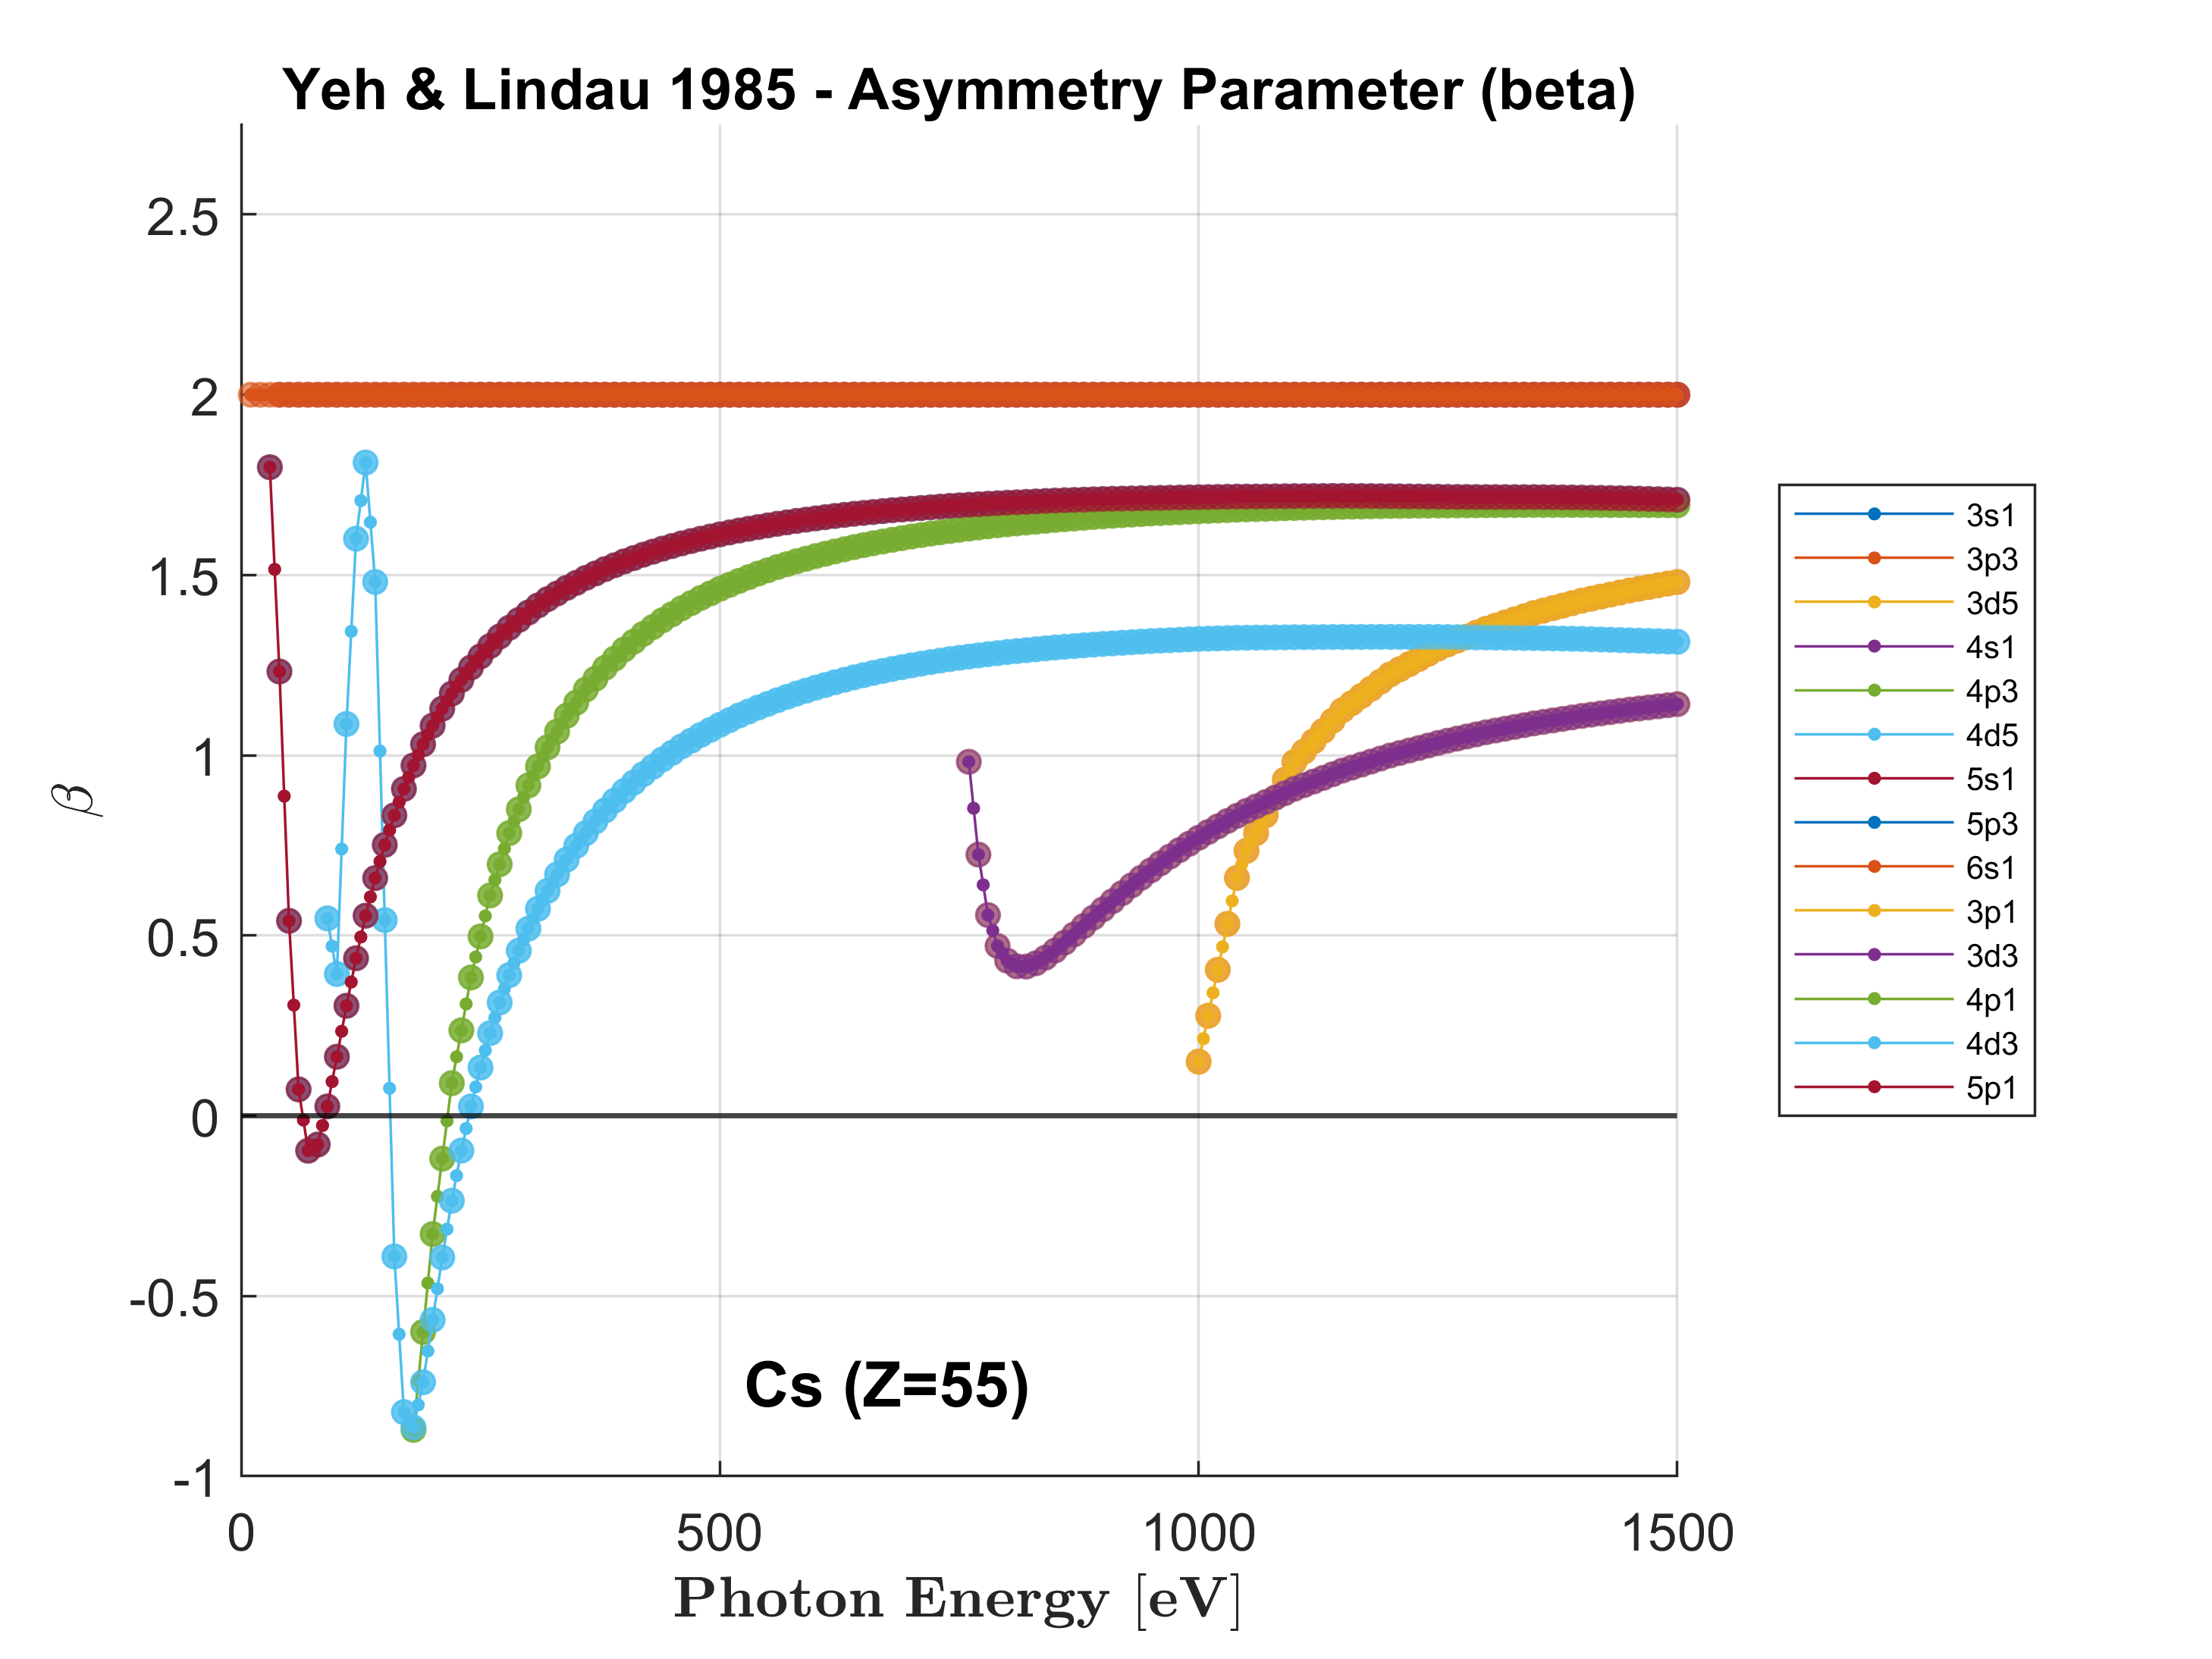 Yeh & Lindau 1985 - Asymmetry Parameter (beta)
2.5
2
1.5
1
0.5
0
-0.5
-1
β
0 500 1000 1500
Photon Energy [eV]
Cs (Z=55)
3s1
3p3
3d5
4s1
4p3
4d5
5s1
5p3
6s1
3p1
3d3
4p1
4d3
5p1